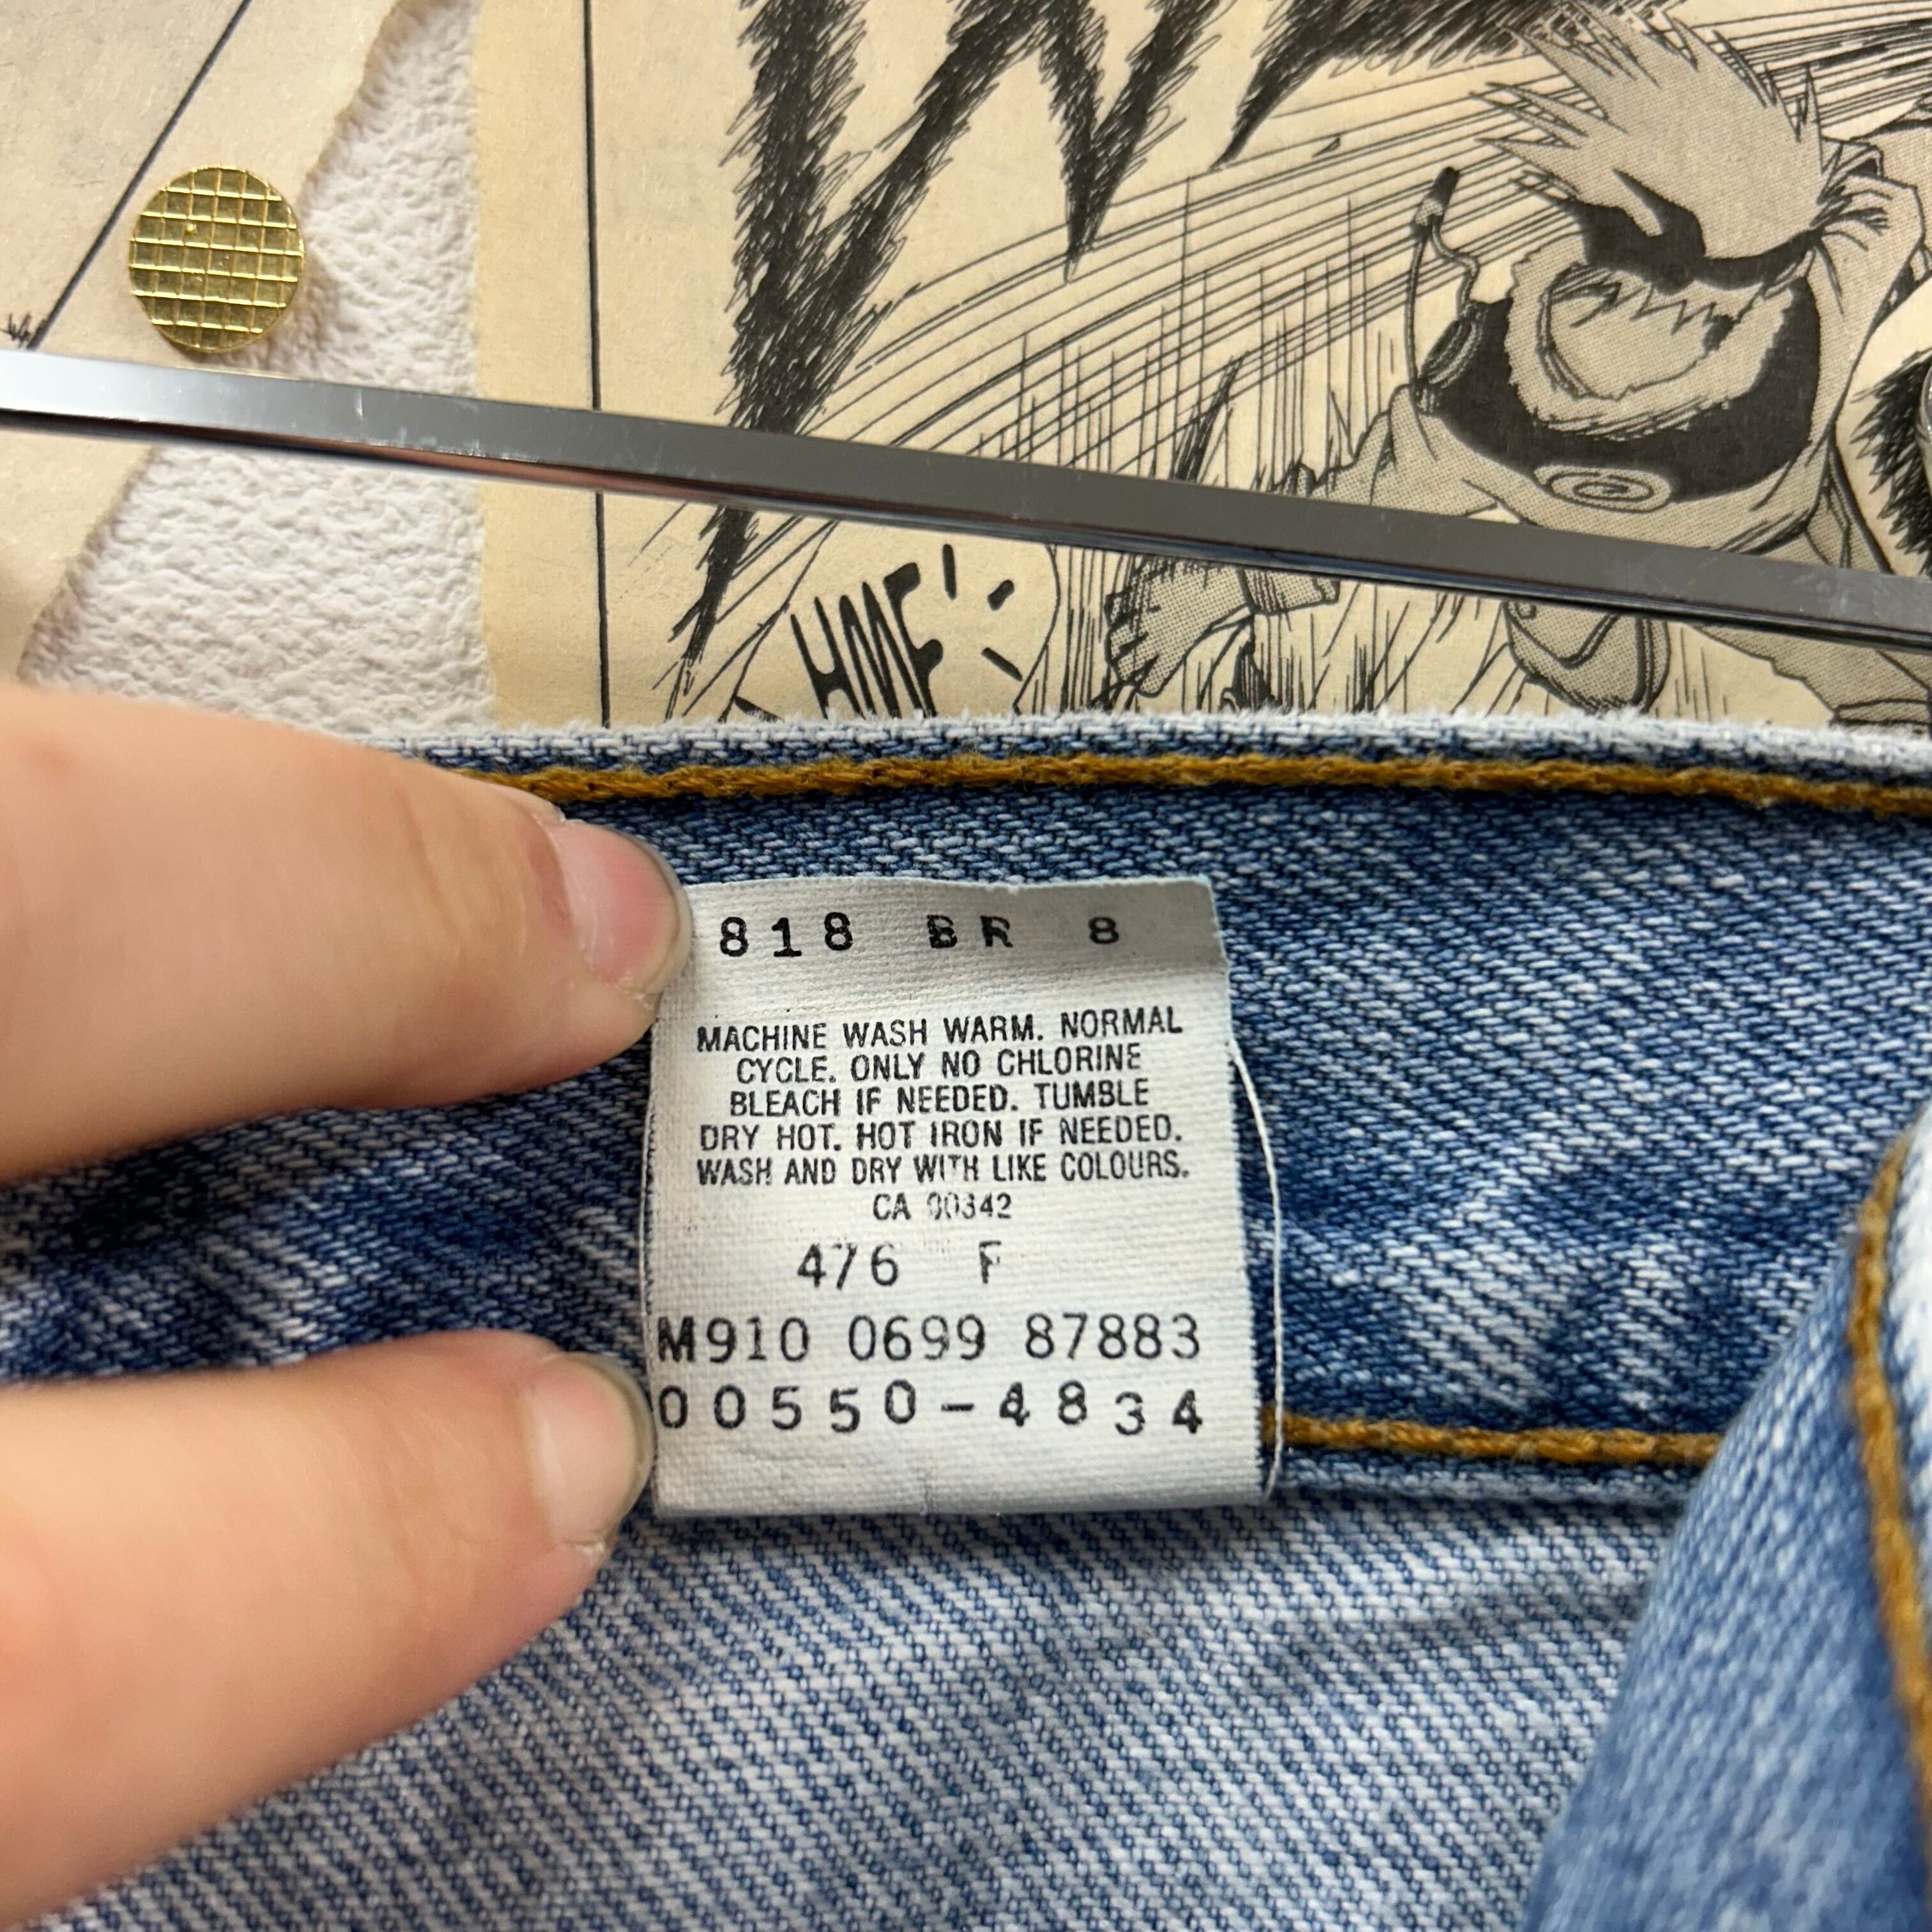 HMF
818 BR 8
MACHINE WASH WARM. NORMAL
CYCLE. ONLY NO CHLORINE
BLEACH IF NEEDED. TUMBLE
DRY HOT. HOT IRON IF NEEDED.
WASH AND DRY WITH LIKE COLOURS.
CA 00342
476 F
M910 0699 87883
00550-4834